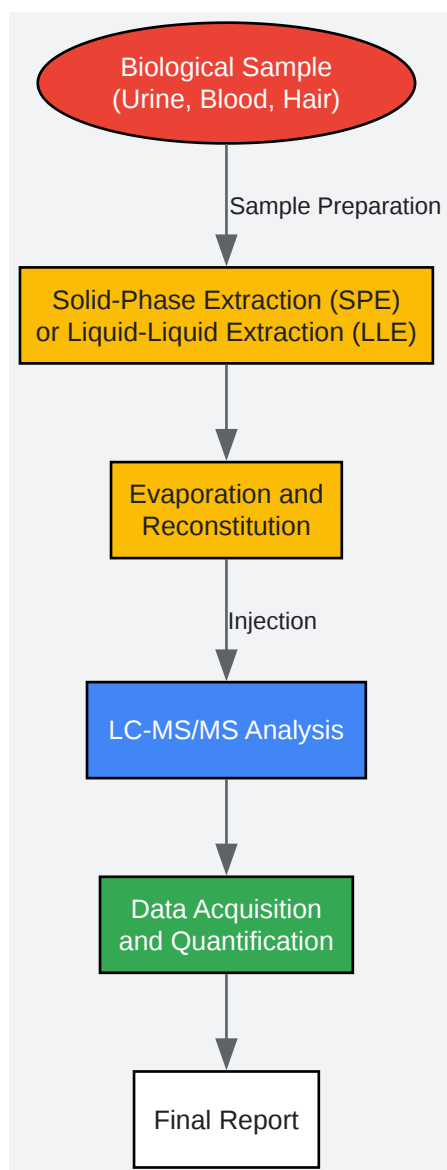 Biological Sample
(Urine, Blood, Hair)
Sample Preparation
Solid-Phase Extraction (SPE)
or Liquid-Liquid Extraction (LLE)
Evaporation and
Reconstitution
Injection
LC-MS/MS Analysis
Data Acquisition
and Quantification
Final Report